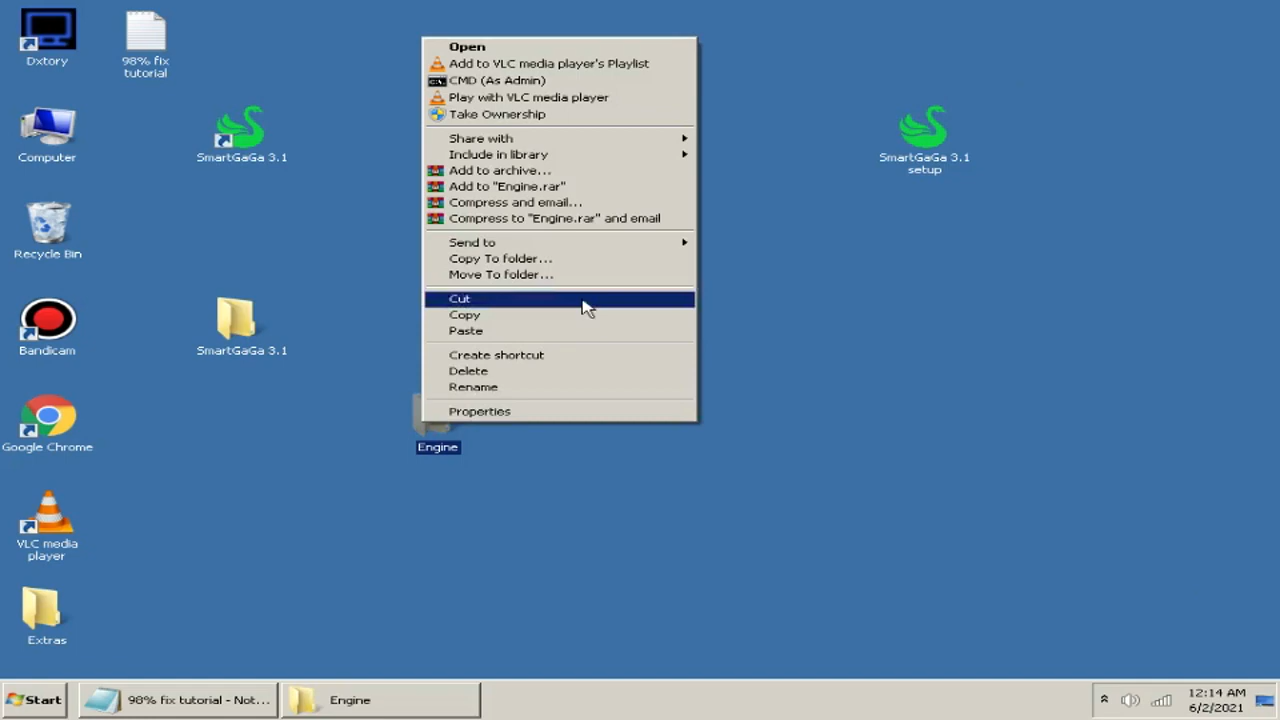 Dxtory
98% fix
tutorial
Computer
SmartGaGa 3.1
Recycle Bin
Bandicam
SmartGaGa 3.1
Google Chrome
VLC media
player
Extras
Open
Add to VLC media player's Playlist
CMD (As Admin)
Play with VLC media player
Take Ownership
Share with
Include in library
Add to archive...
Add to "Engine.rar"
Compress and email...
Compress to "Engine.rar" and email
Send to
Copy To folder...
Move To folder...
Cut
Copy
Paste
Create shortcut
Delete
Rename
Properties
Engine
SmartGaGa 3.1
setup
Start
98% fix tutorial - Not...
Engine
12:14 AM
6/2/2021